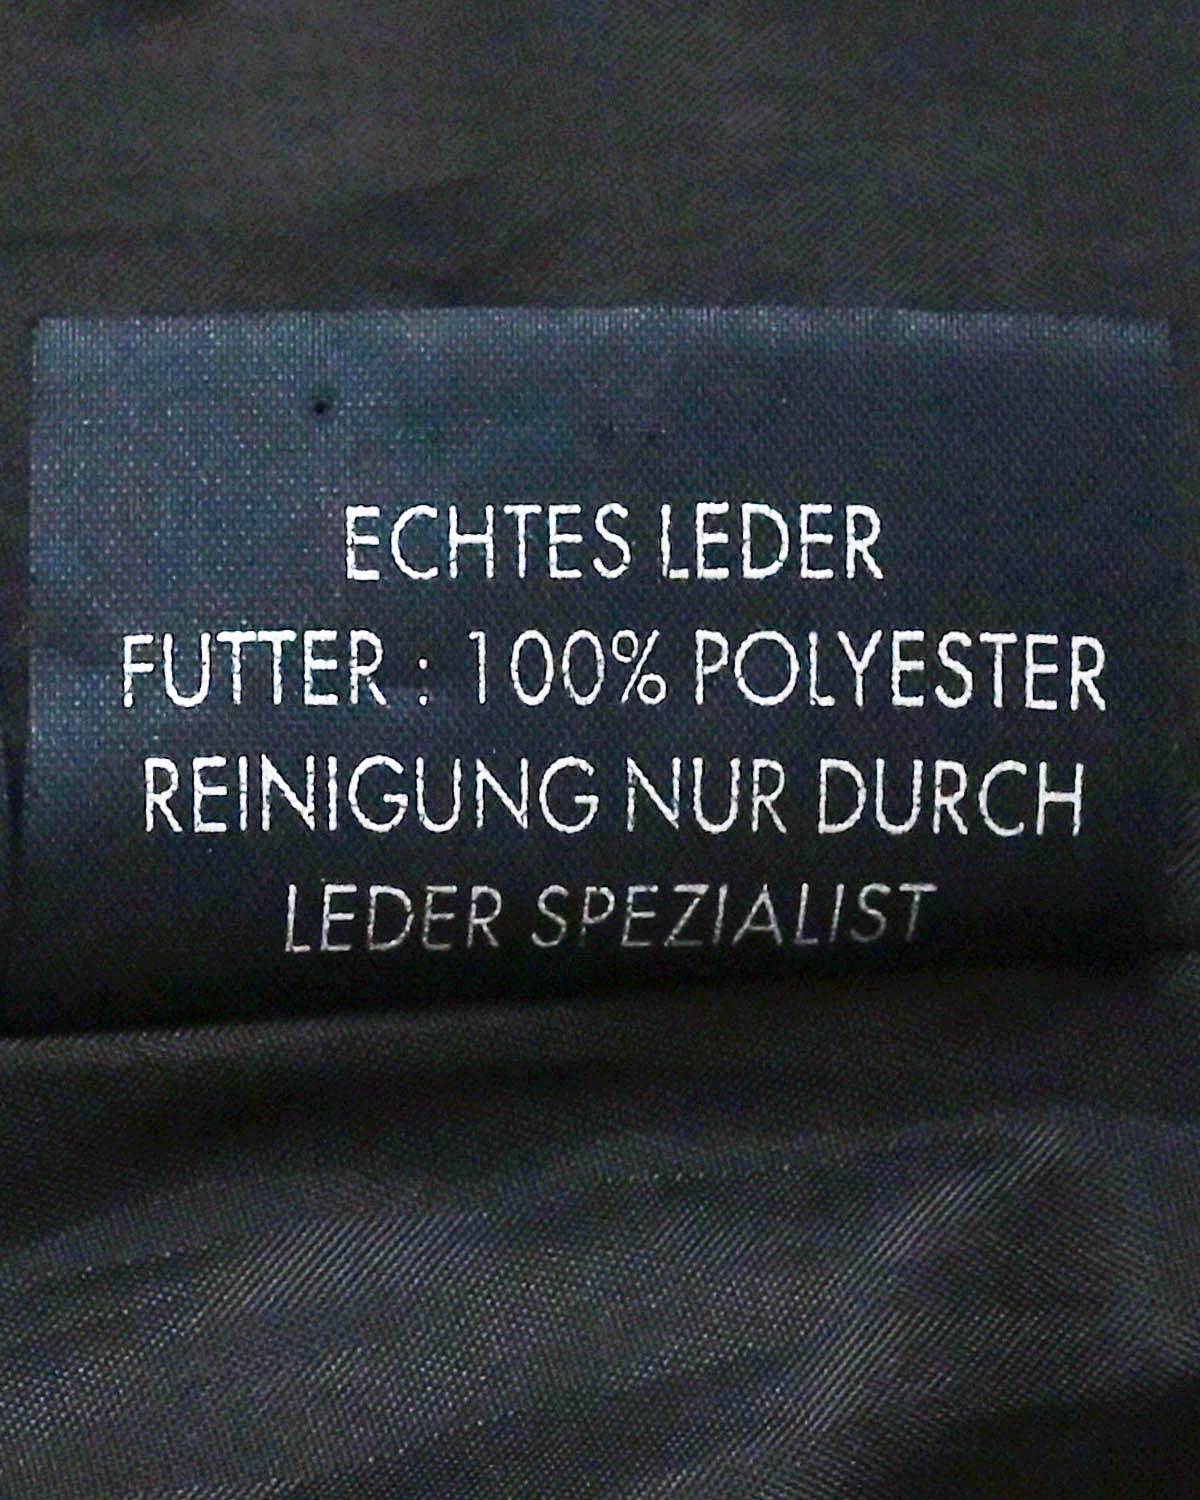 ECHTES LEDER
FUTTER : 100% POLYESTER
REINIGUNG NUR DURCH
LEDER SPEZIALIST